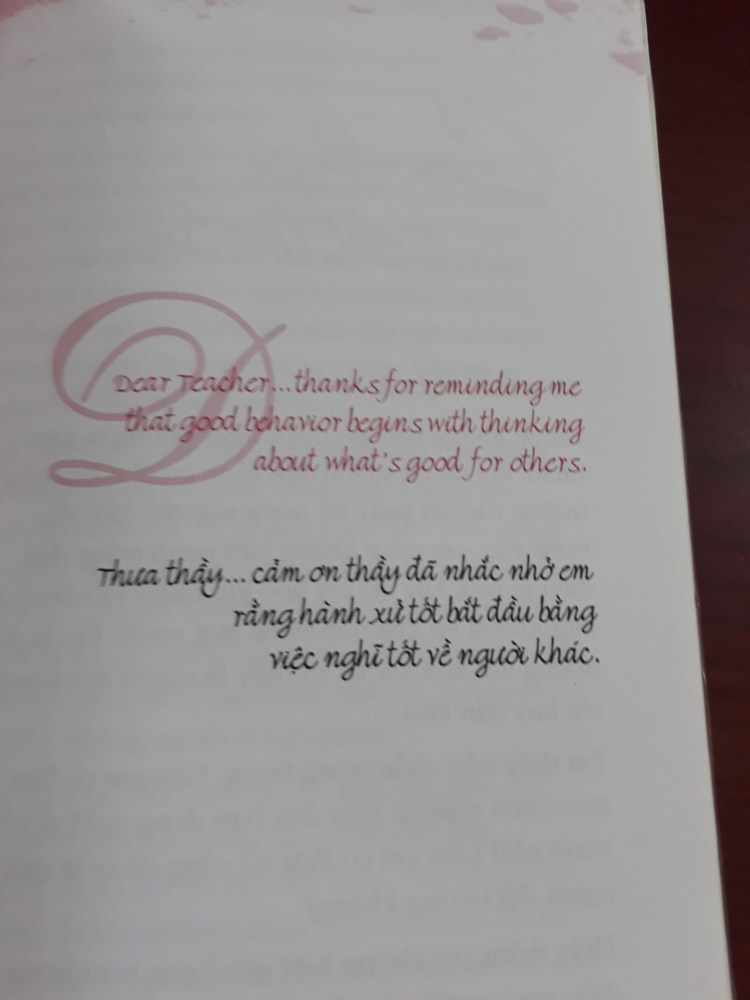 Dear Teacher... thanks for reminding me
that good behavior begins with thinking
about what's good for others.
Thưa thầy... cảm ơn thầy đã nhắc nhở em
rằng hành xử tốt bắt đầu bằng
việc nghĩ tốt về người khác.